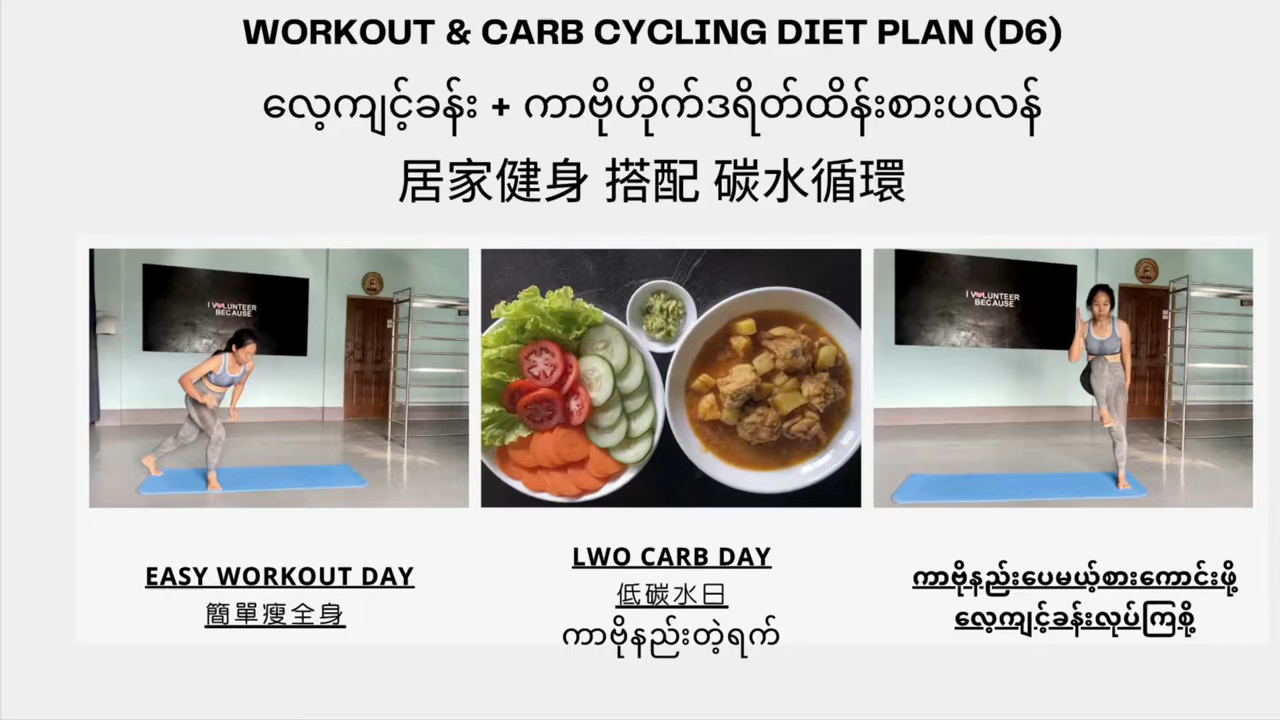 WORKOUT & CARB CYCLING DIET PLAN (D6)
လေ့ကျင့်ခန်း + ကာဗိုဟိုက်ဒရိတ်ထိန်းစားပလန်
居家健身 搭配 碳水循環
I VOLUNTEER
BECAUSE
I VOLUNTEER
BECAUSE
EASY WORKOUT DAY
簡單瘦全身
LWO CARB DAY
低碳水日
ကာဗိုနည်းတဲ့ရက်
ကာဗိုနည်းပေမယ့်စားကောင်းဖို့
လေ့ကျင့်ခန်းလုပ်ကြစို့